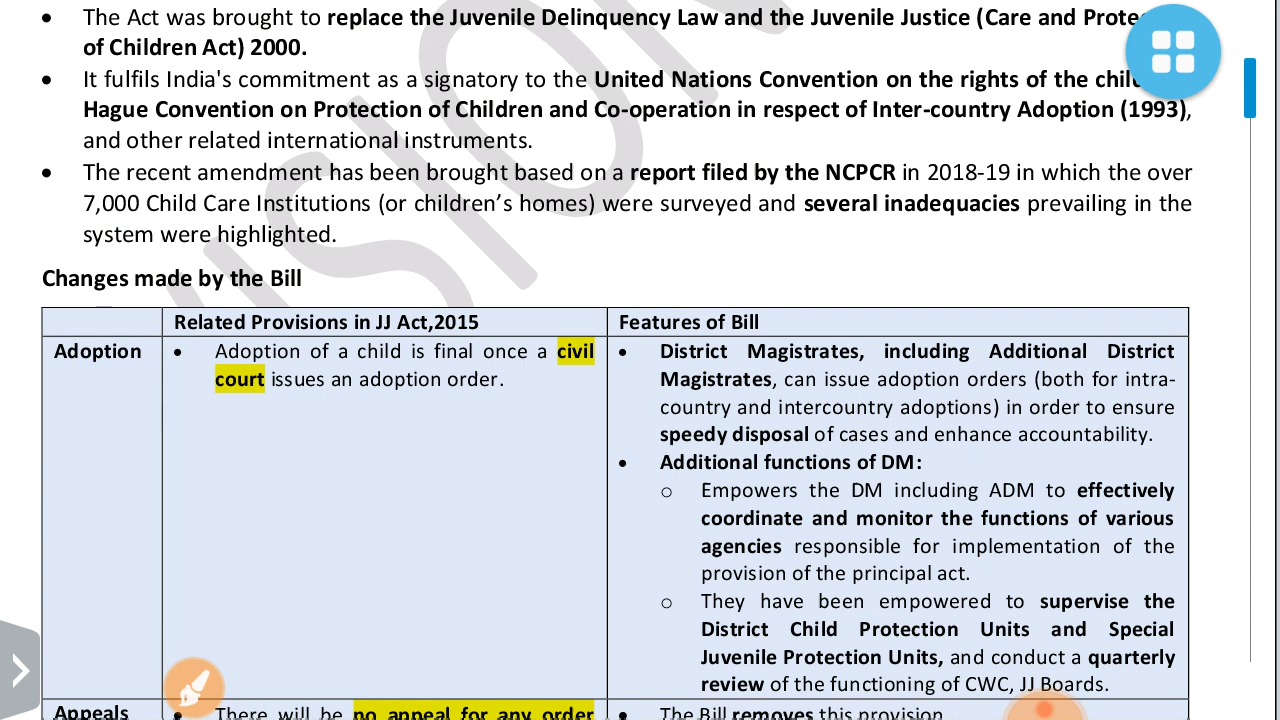 • The Act was brought to replace the Juvenile Delinquency Law and the Juvenile Justice (Care and
of Children Act) 2000.
• It fulfils India's commitment as a signatory to the United Nations Convention on the rights of the
Hague Convention on Protection of Children and Co-operation in respect of Inter-country Adoption (1993),
and other related international instruments.
• The recent amendment has been brought based on a report filed by the NCPCR in 2018-19 in which the over
7,000 Child Care Institutions (or children’s homes) were surveyed and several inadequacies prevailing in the
system were highlighted.
Changes made by the Bill
Related Provisions in JJ Act,2015
Features of Bill
Adoption
• Adoption of a child is final once a civil
court issues an adoption order.
• District Magistrates, including Additional District
Magistrates, can issue adoption orders (both for intra-
country and intercountry adoptions) in order to ensure
speedy disposal of cases and enhance accountability.
• Additional functions of DM:
o Empowers the DM including ADM to effectively
coordinate and monitor the functions of various
agencies responsible for implementation of the
provision of the principal act.
o They have been empowered to supervise the
District Child Protection Units and Special
Juvenile Protection Units, and conduct a quarterly
review of the functioning of CWC, JJ Boards.
Appeals
• There will be no appeal for any order
• The Bill removes this provision.